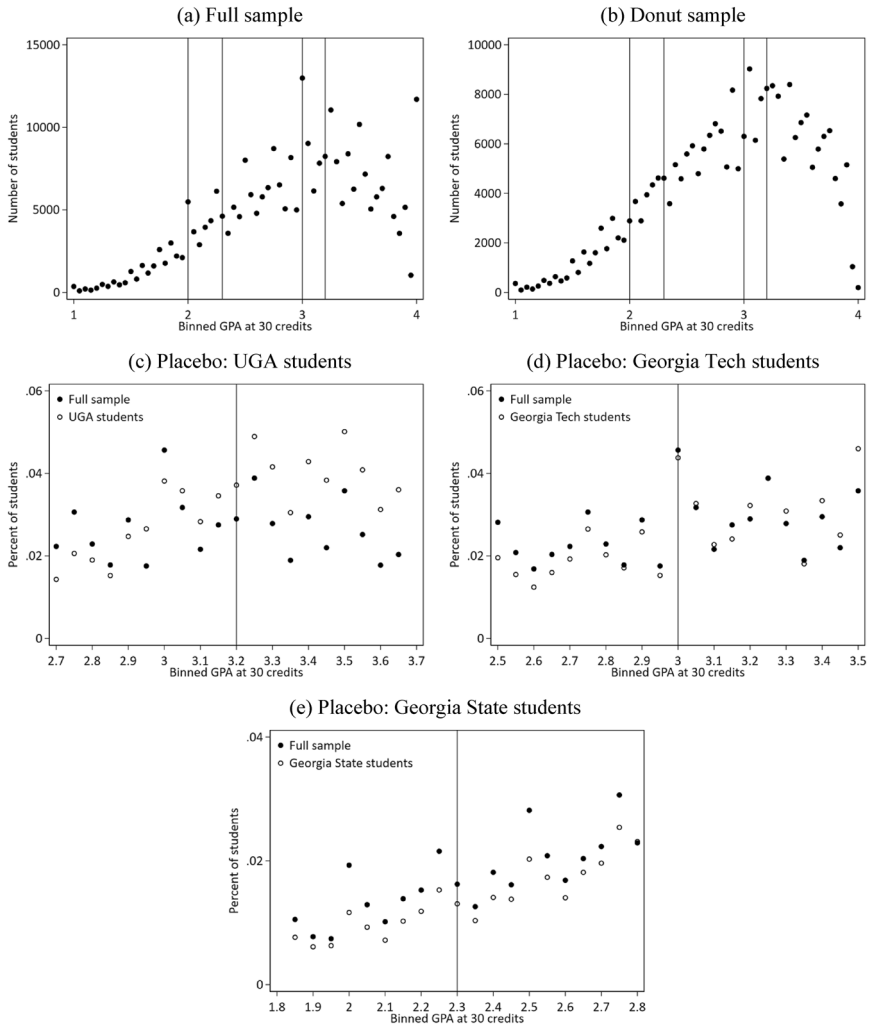 (a) Full sample
15000
10000
5000
0
Number of students
1 2 3 4
Binned GPA at 30 credits
(b) Donut sample
10000
8000
6000
4000
2000
0
Number of students
1 2 3 4
Binned GPA at 30 credits
(c) Placebo: UGA students
.06
.04
.02
0
Percent of students
Full sample
UGA students
2.7 2.8 2.9 3 3.1 3.2 3.3 3.4 3.5 3.6 3.7
Binned GPA at 30 credits
(d) Placebo: Georgia Tech students
.06
.04
.02
0
Percent of students
Full sample
Georgia Tech students
2.5 2.6 2.7 2.8 2.9 3 3.1 3.2 3.3 3.4 3.5
Binned GPA at 30 credits
(e) Placebo: Georgia State students
.04
.02
0
Percent of students
Full sample
Georgia State students
1.8 1.9 2 2.1 2.2 2.3 2.4 2.5 2.6 2.7 2.8
Binned GPA at 30 credits